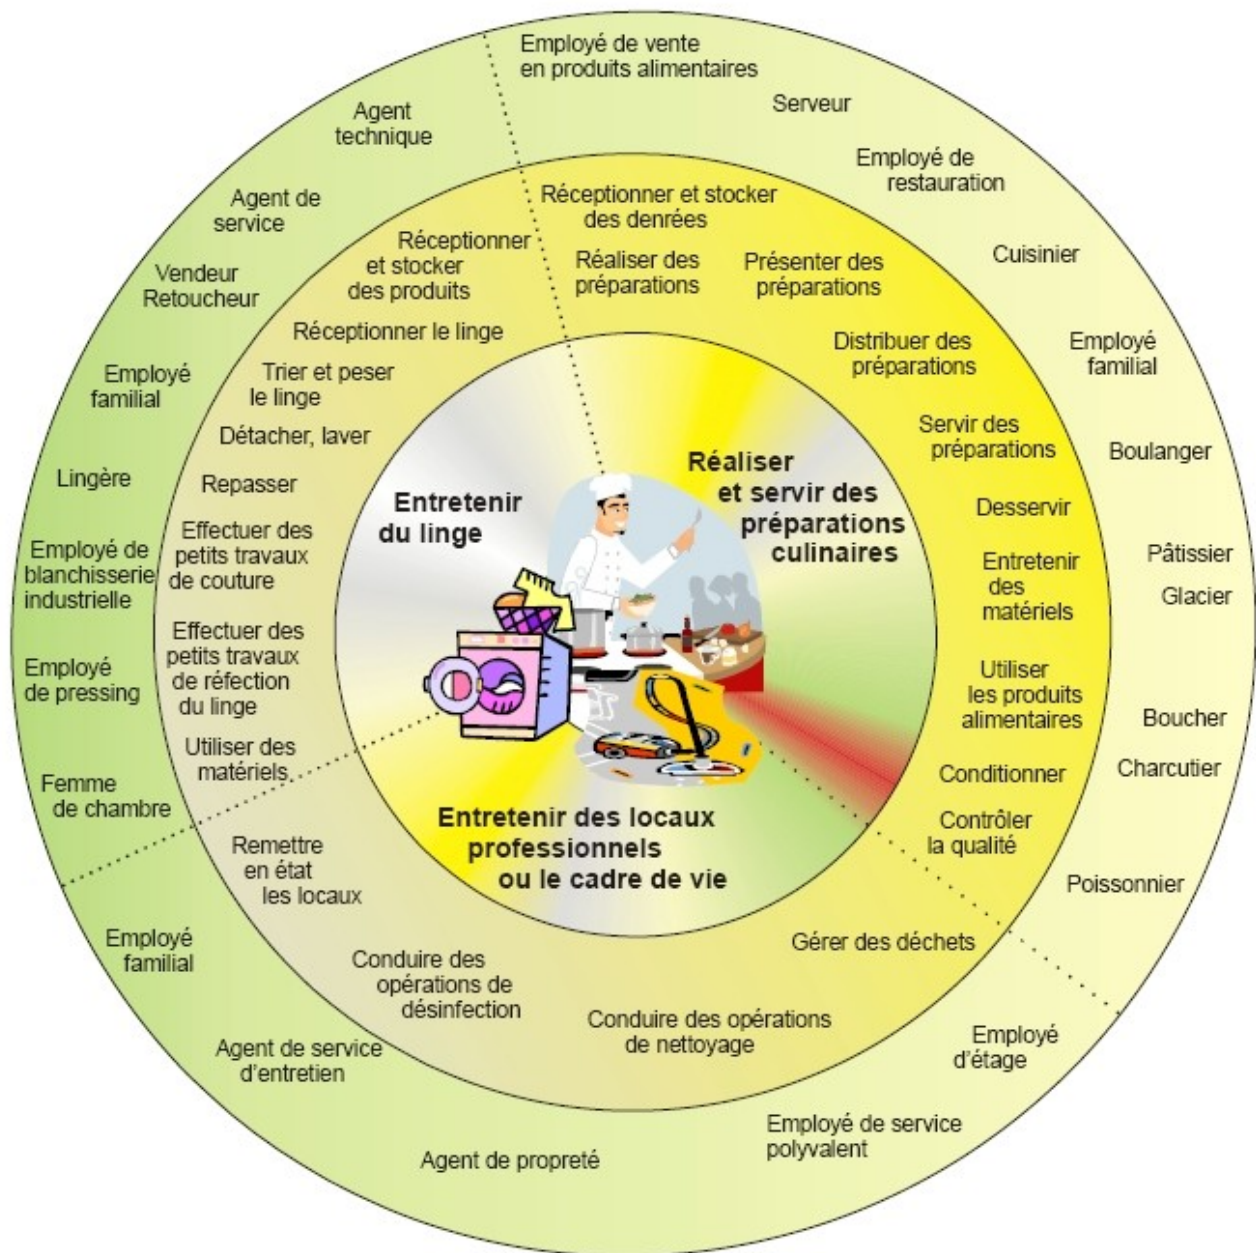 Employé de vente
en produits alimentaires
Serveur
Employé de
restauration
Cuisinier
Employé
familial
Boulanger
Pâtissier
Glacier
Boucher
Charcutier
Poissonnier
Employé
d'étage
Employé de service
polyvalent
Agent de propreté
Agent de service
d'entretien
Employé
familial
Femme
de chambre
Employé
de pressing
Employé de
blanchisserie
industrielle
Lingère
Employé
familial
Vendeur
Retoucheur
Agent de
service
Agent
technique
Réceptionner et stocker
des denrées
Réaliser des
préparations
Présenter des
préparations
Distribuer des
préparations
Servir des
préparations
Desservir
Entretenir
des
matériels
Utiliser
les produits
alimentaires
Conditionner
Contrôler
la qualité
Gérer des déchets
Conduire des opérations
de nettoyage
Conduire des
opérations de
désinfection
Remettre
en état
les locaux
Réceptionner
et stocker
des produits
Réceptionner le linge
Trier et peser
le linge
Détacher, laver
Repasser
Effectuer des
petits travaux
de couture
Effectuer des
petits travaux
de réfection
du linge
Utiliser des
matériels
Entretenir
du linge
Réaliser
et servir des
préparations
culinaires
Entretenir des locaux
professionnels
ou le cadre de vie